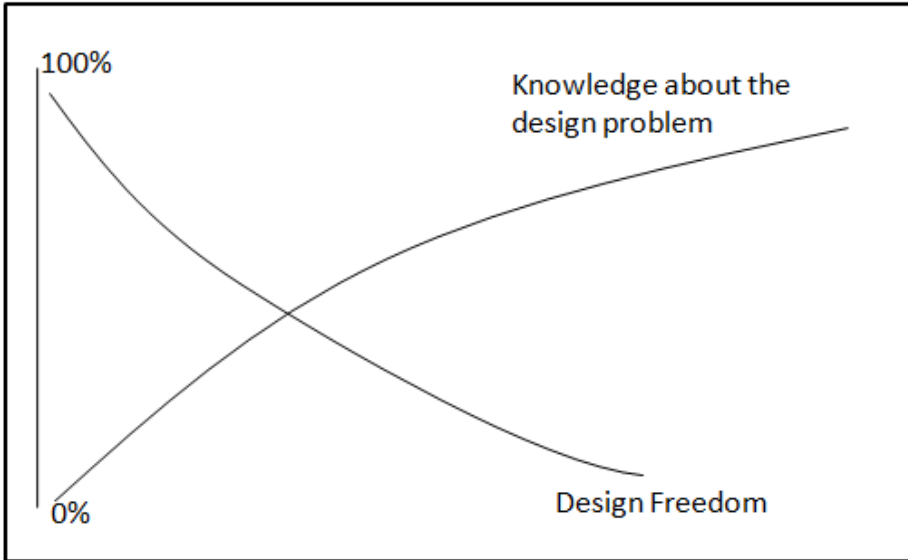 100%
Knowledge about the
design problem
0%
Design Freedom